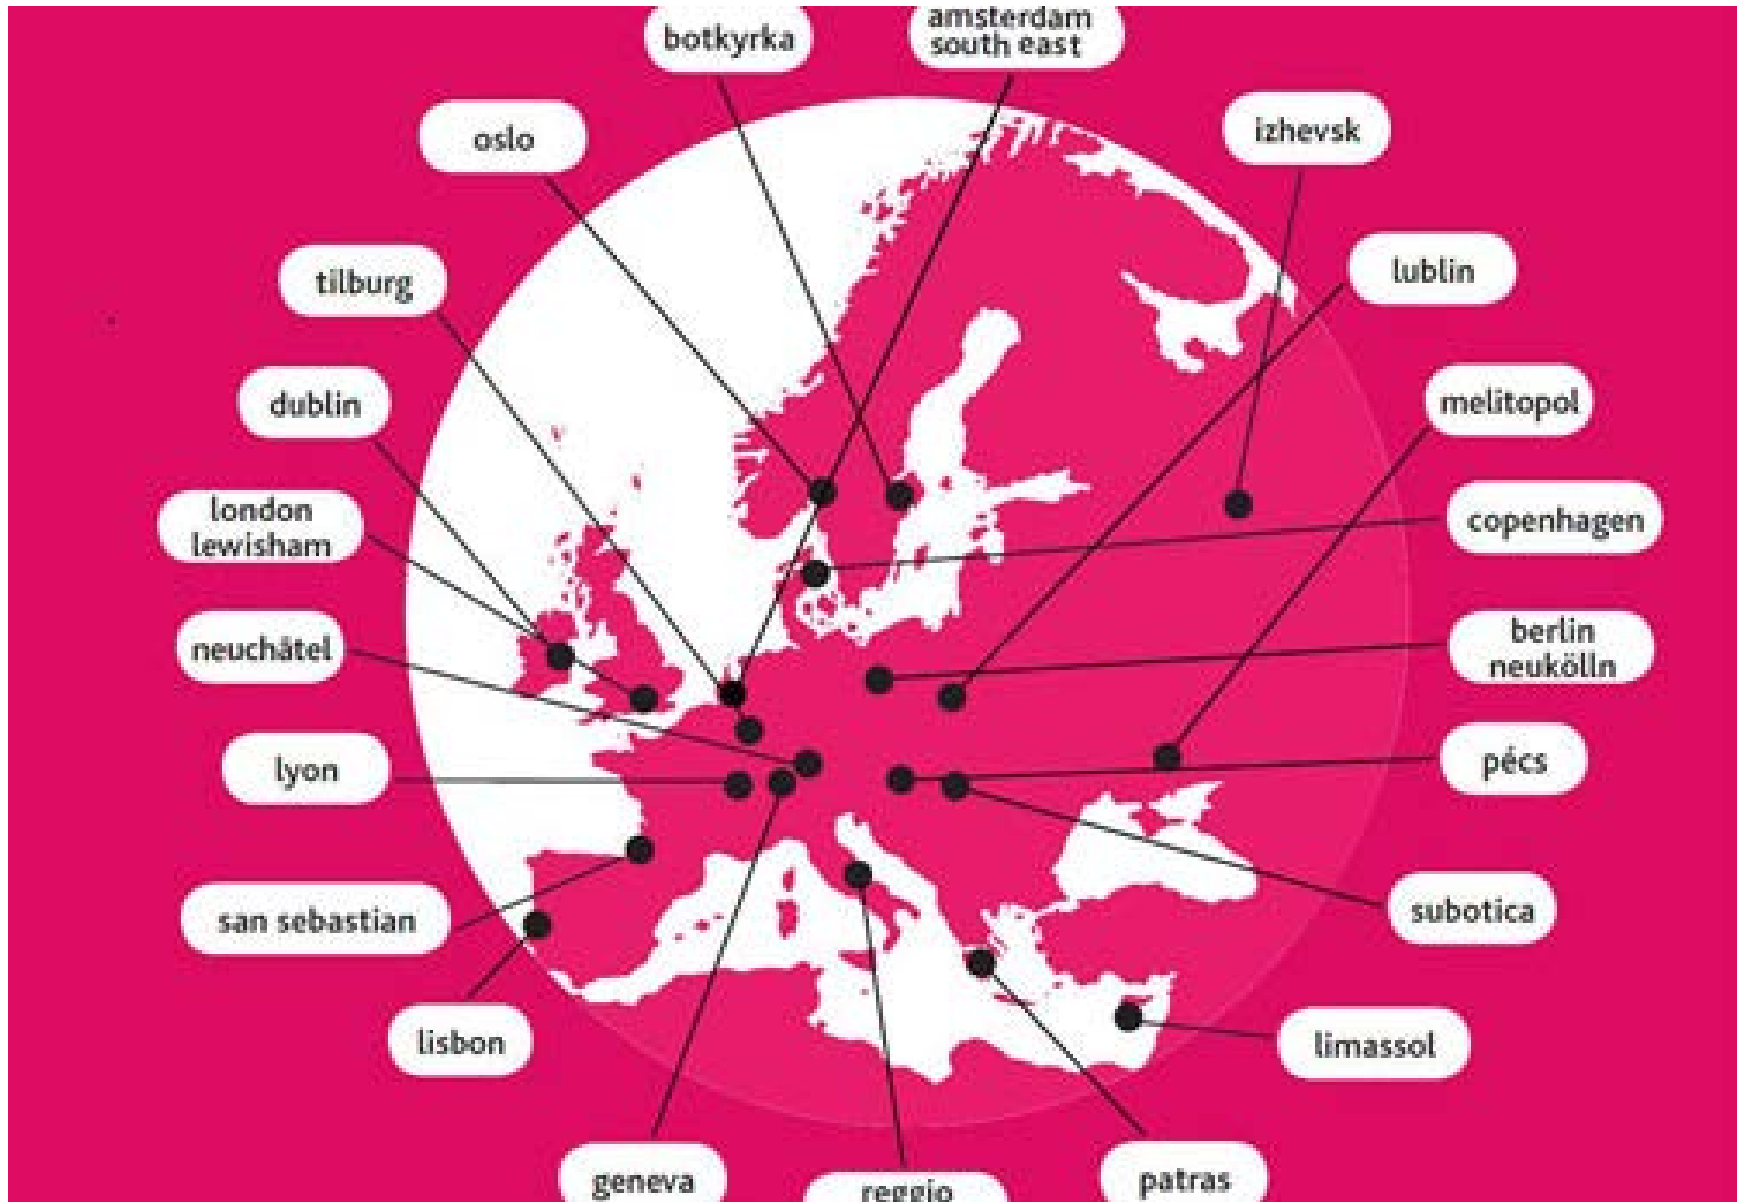 botkyrka
amsterdam
south east
oslo
izhevsk
tilburg
lublin
dublin
melitopol
london
lewisham
copenhagen
neuchâtel
berlin
neukölln
lyon
pécs
san sebastian
subotica
lisbon
limassol
geneva
reggio
patras